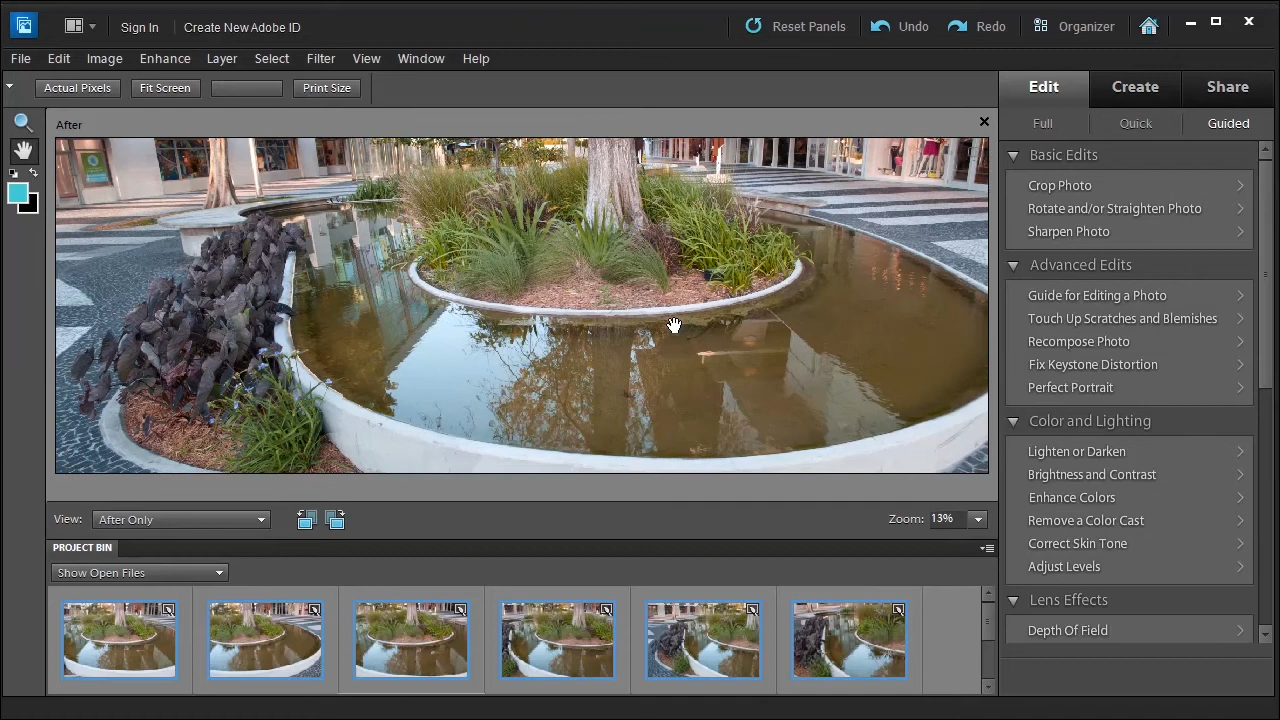 Sign In
Create New Adobe ID
Reset Panels
Undo
Redo
Organizer
File Edit Image Enhance Layer Select Filter View Window Help
Actual Pixels
Fit Screen
Print Size
Edit
Create
Share
Full
Quick
Guided
After
Basic Edits
Crop Photo
Rotate and/or Straighten Photo
Sharpen Photo
Advanced Edits
Guide for Editing a Photo
Touch Up Scratches and Blemishes
Recompose Photo
Fix Keystone Distortion
Perfect Portrait
Color and Lighting
Lighten or Darken
Brightness and Contrast
Enhance Colors
Remove a Color Cast
Correct Skin Tone
Adjust Levels
Lens Effects
Depth Of Field
View:
After Only
Zoom: 13%
PROJECT BIN
Show Open Files